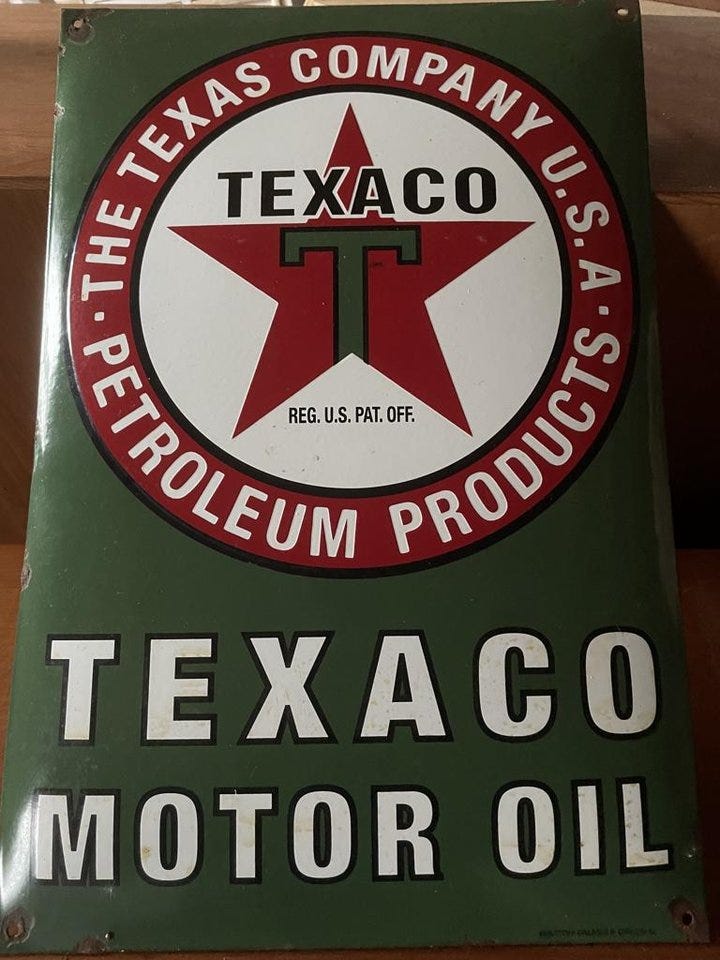 · THE TEXAS COMPANY U.S.A ·
TEXACO
T
REG. U.S. PAT. OFF.
PETROLEUM PRODUCTS
TEXACO
MOTOR OIL